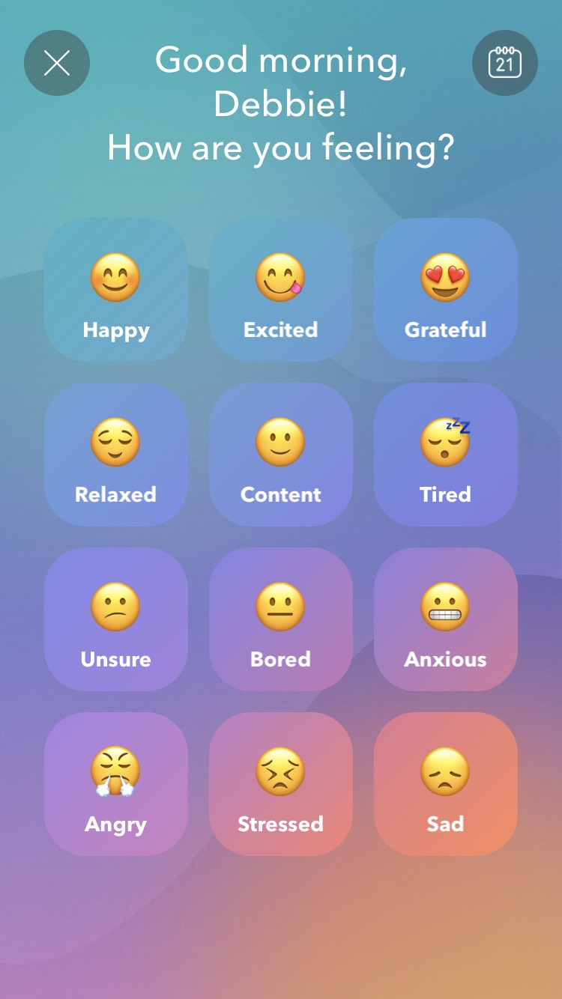 Good morning,
21
Debbie!
How are you feeling?
Happy
Excited
Grateful
Relaxed
Content
zZZ
Tired
Unsure
Bored
Anxious
Angry
Stressed
Sad